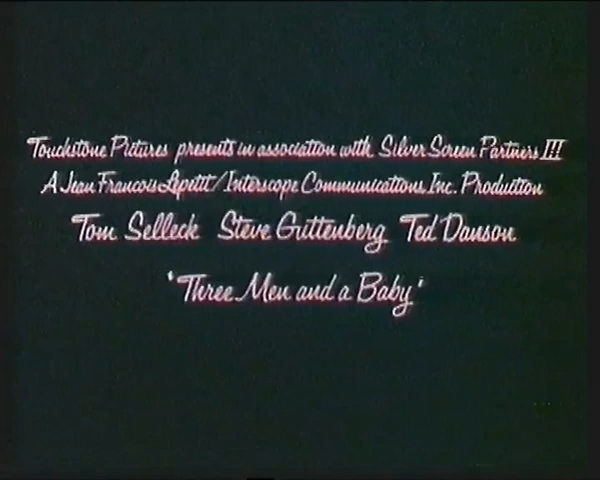 Touchstone Pictures presents in association with Silver Screen Partners III
A Jean Francois Lepetit/Interscope Communications, Inc. Production
Tom Selleck Steve Guttenberg Ted Danson
'Three Men and a Baby'